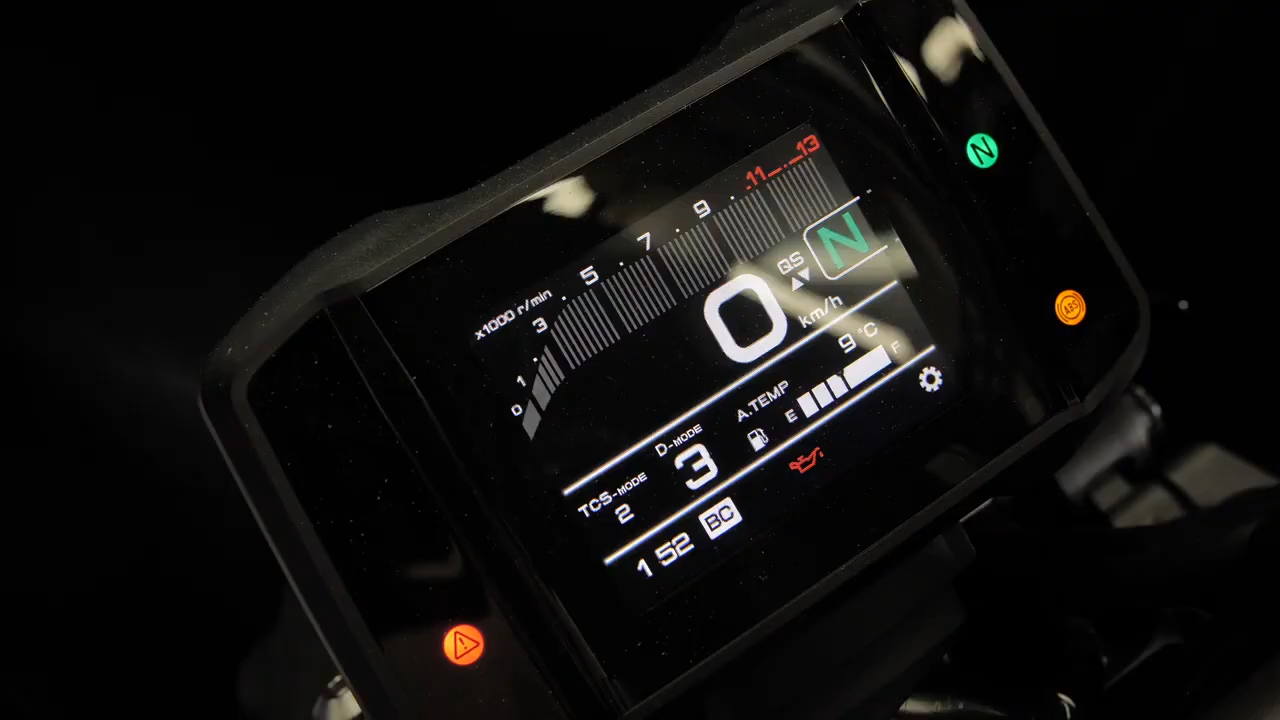 x1000 r/min
0 1 3 5 7 9 11 13
QS N
0 km/h
A.TEMP 9 °C
E F
TCS-MODE 2
D-MODE 3
1 52 BC
N
ABS